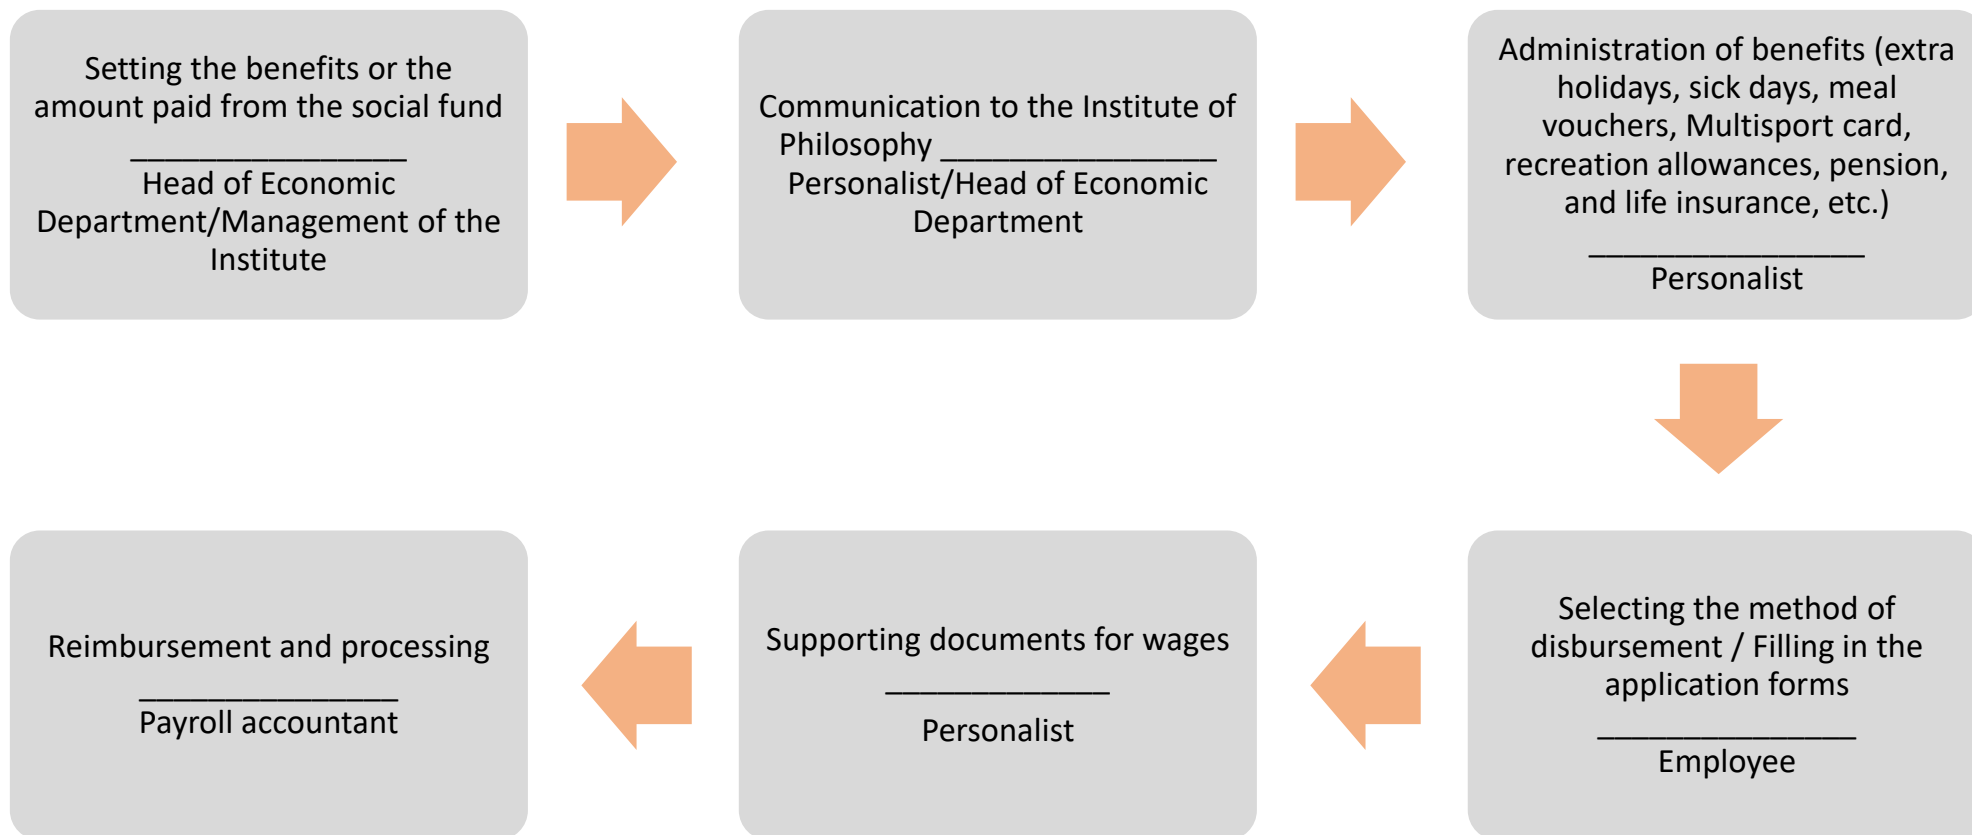 Setting the benefits or the
amount paid from the social fund
________________
Head of Economic
Department/Management of the
Institute
Communication to the Institute of
Philosophy ________________
Personalist/Head of Economic
Department
Administration of benefits (extra
holidays, sick days, meal
vouchers, Multisport card,
recreation allowances, pension,
and life insurance, etc.)
________________
Personalist
Selecting the method of
disbursement / Filling in the
application forms
_______________
Employee
Supporting documents for wages
_____________
Personalist
Reimbursement and processing
_______________
Payroll accountant